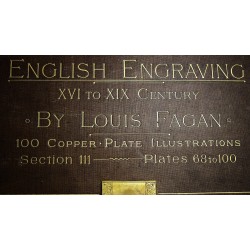 English Engraving
XVI to XIX Century
· By Louis Fagan ·
100 Copper · Plate Illustrations
Section III — Plates 68 to 100